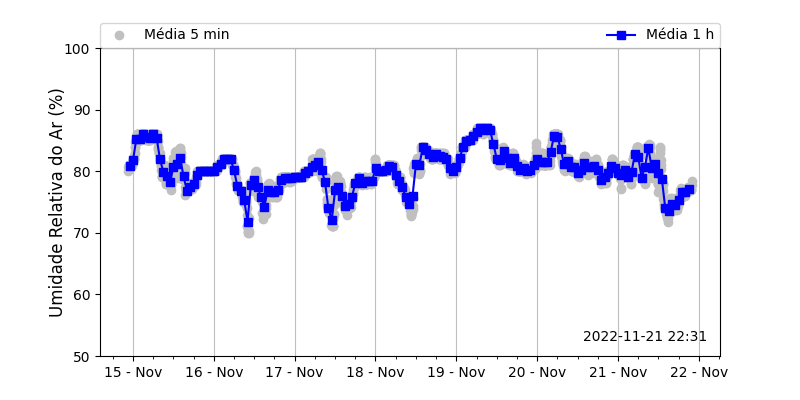 Média 5 min
Média 1 h
Umidade Relativa do Ar (%)
100
90
80
70
60
50
2022-11-21 22:31
15 - Nov
16 - Nov
17 - Nov
18 - Nov
19 - Nov
20 - Nov
21 - Nov
22 - Nov